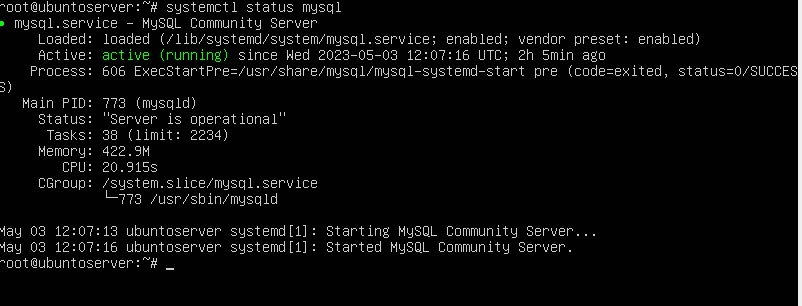 root@ubuntoserver:~# systemctl status mysql
● mysql.service - MySQL Community Server
     Loaded: loaded (/lib/systemd/system/mysql.service; enabled; vendor preset: enabled)
     Active: active (running) since Wed 2023-05-03 12:07:16 UTC; 2h 5min ago
    Process: 606 ExecStartPre=/usr/share/mysql/mysql-systemd-start pre (code=exited, status=0/SUCCES
S)
   Main PID: 773 (mysqld)
     Status: "Server is operational"
      Tasks: 38 (limit: 2234)
     Memory: 422.9M
        CPU: 20.915s
     CGroup: /system.slice/mysql.service
             └─773 /usr/sbin/mysqld

May 03 12:07:13 ubuntoserver systemd[1]: Starting MySQL Community Server...
May 03 12:07:16 ubuntoserver systemd[1]: Started MySQL Community Server.
root@ubuntoserver:~# _